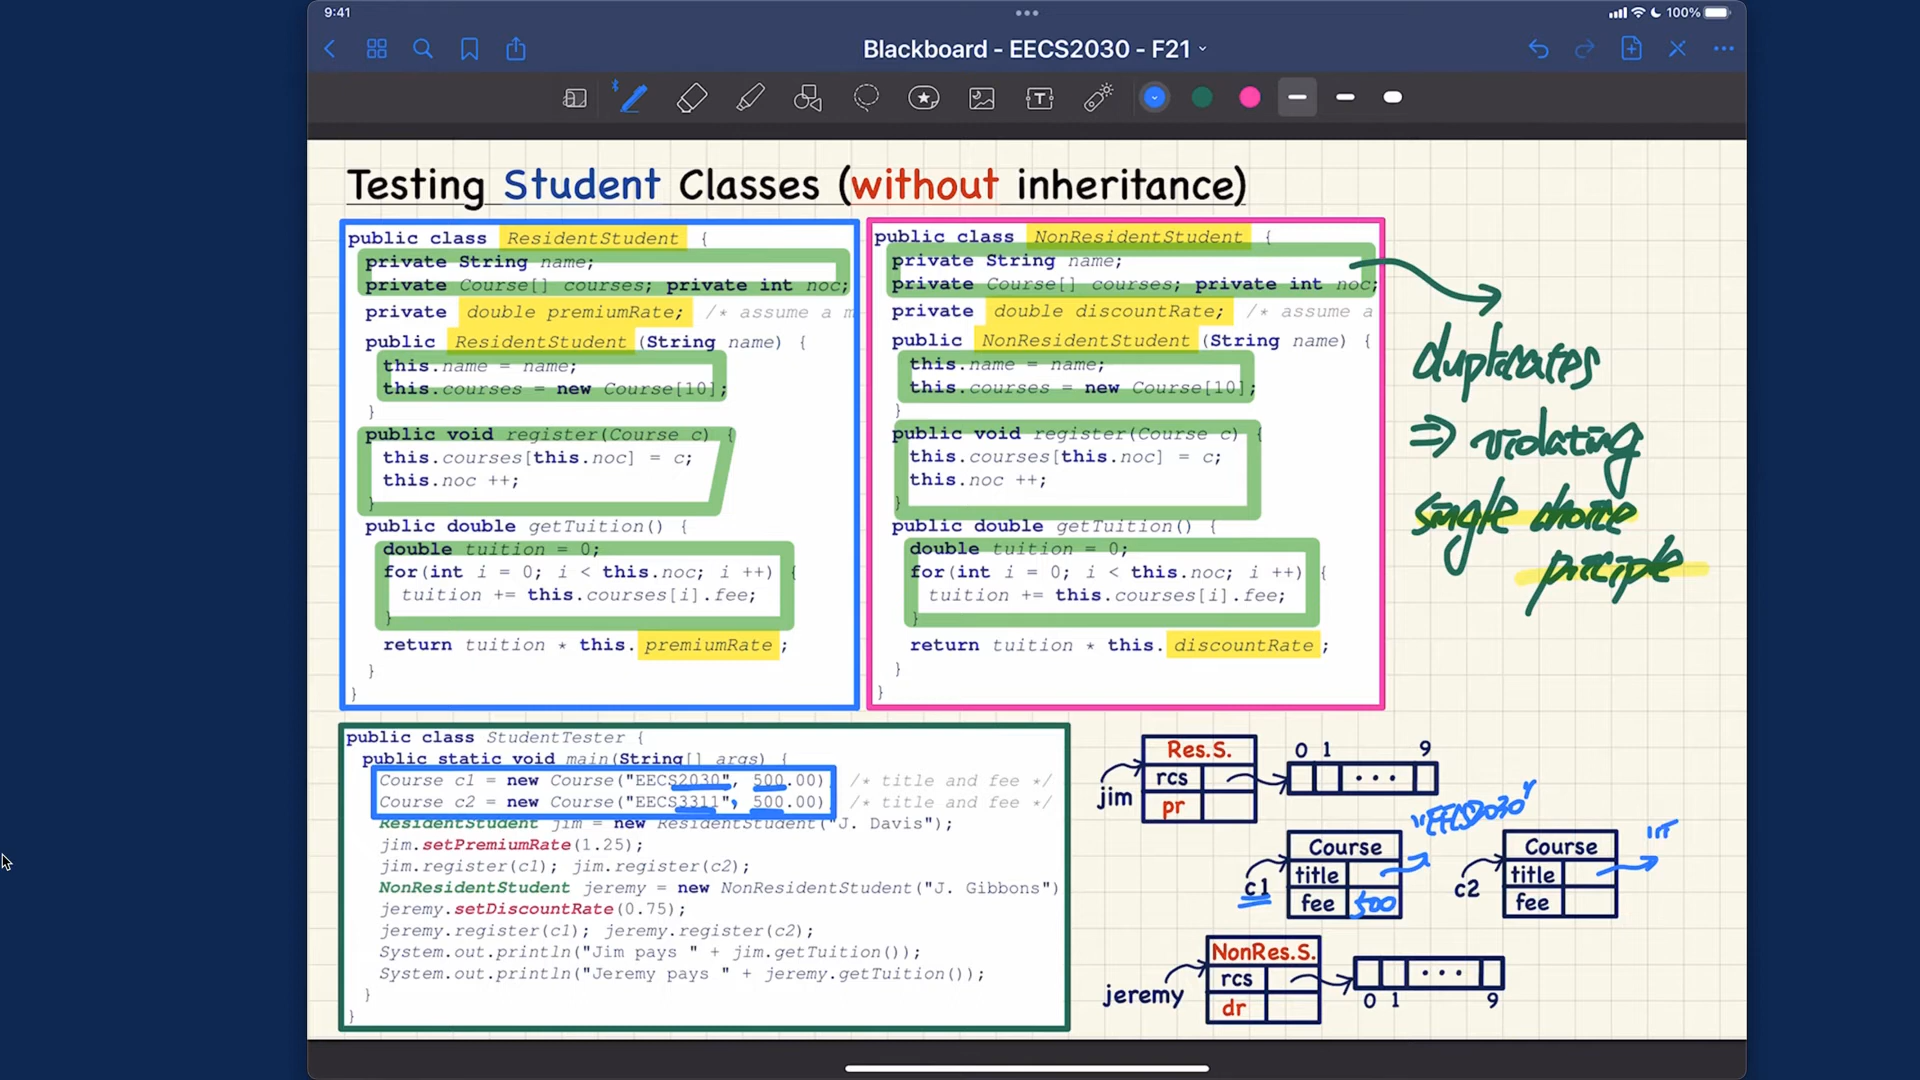 9:41
100%
Blackboard - EECS2030 - F21
Testing Student Classes (without inheritance)
public class ResidentStudent {
private String name;
private Course[] courses; private int noc;
private double premiumRate; /* assume a m
public ResidentStudent (String name) {
this.name = name;
this.courses = new Course[10];
}
public void register(Course c) {
this.courses[this.noc] = c;
this.noc ++;
}
public double getTuition() {
double tuition = 0;
for(int i = 0; i < this.noc; i ++) {
tuition += this.courses[i].fee;
}
return tuition * this. premiumRate ;
}
}
public class NonResidentStudent {
private String name;
private Course[] courses; private int noc;
private double discountRate; /* assume a
public NonResidentStudent (String name) {
this.name = name;
this.courses = new Course[10];
}
public void register(Course c) {
this.courses[this.noc] = c;
this.noc ++;
}
public double getTuition() {
double tuition = 0;
for(int i = 0; i < this.noc; i ++) {
tuition += this.courses[i].fee;
}
return tuition * this. discountRate ;
}
}
duplicates
⇒ violating
single choice
principle
public class StudentTester {
public static void main(String[] args) {
Course c1 = new Course("EECS2030", 500.00) /* title and fee */
Course c2 = new Course("EECS3311", 500.00) /* title and fee */
ResidentStudent jim = new ResidentStudent("J. Davis");
jim.setPremiumRate(1.25);
jim.register(c1); jim.register(c2);
NonResidentStudent jeremy = new NonResidentStudent("J. Gibbons")
jeremy.setDiscountRate(0.75);
jeremy.register(c1); jeremy.register(c2);
System.out.println("Jim pays " + jim.getTuition());
System.out.println("Jeremy pays " + jeremy.getTuition());
}
}
Res.S.
rcs
pr
jim
0 1 9
...
"EECS2030"
Course
title
fee 500
c1
Course
title
fee
c2
NonRes.S.
rcs
dr
jeremy
...
0 1 9